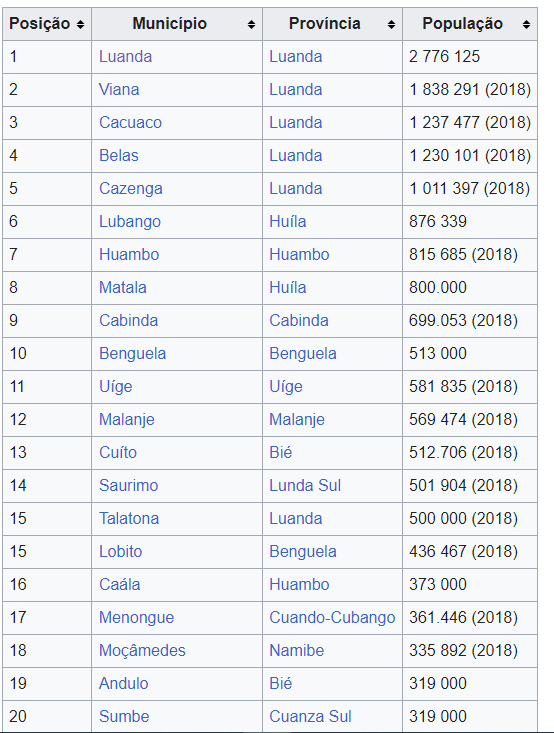 Posição Município Província População
1 Luanda Luanda 2 776 125
2 Viana Luanda 1 838 291 (2018)
3 Cacuaco Luanda 1 237 477 (2018)
4 Belas Luanda 1 230 101 (2018)
5 Cazenga Luanda 1 011 397 (2018)
6 Lubango Huíla 876 339
7 Huambo Huambo 815 685 (2018)
8 Matala Huíla 800.000
9 Cabinda Cabinda 699.053 (2018)
10 Benguela Benguela 513 000
11 Uíge Uíge 581 835 (2018)
12 Malanje Malanje 569 474 (2018)
13 Cuíto Bié 512.706 (2018)
14 Saurimo Lunda Sul 501 904 (2018)
15 Talatona Luanda 500 000 (2018)
15 Lobito Benguela 436 467 (2018)
16 Caála Huambo 373 000
17 Menongue Cuando-Cubango 361.446 (2018)
18 Moçâmedes Namibe 335 892 (2018)
19 Andulo Bié 319 000
20 Sumbe Cuanza Sul 319 000